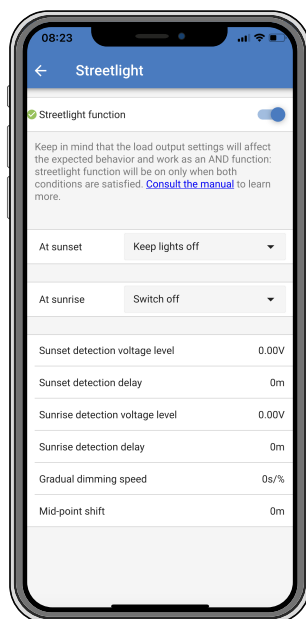 08:23
Streetlight
Streetlight function
Keep in mind that the load output settings will affect
the expected behavior and work as an AND function:
streetlight function will be on only when both
conditions are satisfied. Consult the manual to learn
more.
At sunset Keep lights off
At sunrise Switch off
Sunset detection voltage level 0.00V
Sunset detection delay 0m
Sunrise detection voltage level 0.00V
Sunrise detection delay 0m
Gradual dimming speed 0s/%
Mid-point shift 0m